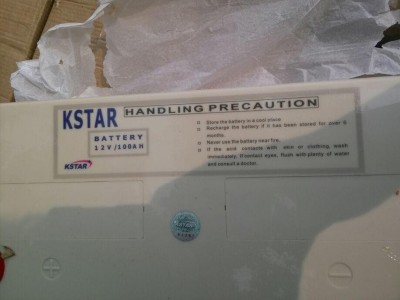 KSTAR
HANDLING PRECAUTION
BATTERY
12V/100AH
KSTAR
Store the battery in a cool place
Recharge the battery if it has been stored for over 6
months.
Never use the battery near fire
If the acid contacts with skin or clothing, wash
immediately. If contact eyes, flush with plenty of water
and consult a doctor.